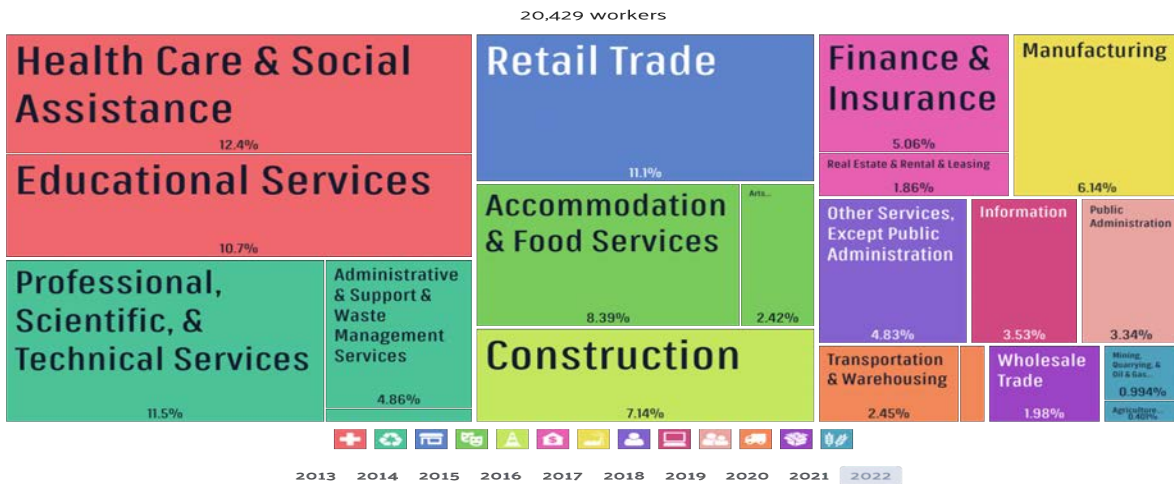 20,429 workers
Health Care & Social
Assistance
12.4%
Educational Services
10.7%
Professional,
Scientific, &
Technical Services
11.5%
Administrative
& Support &
Waste
Management
Services
4.86%
Retail Trade
11.1%
Accommodation
& Food Services
8.39%
Arts...
2.42%
Construction
7.14%
Finance &
Insurance
5.06%
Real Estate & Rental & Leasing
1.86%
Manufacturing
6.14%
Other Services,
Except Public
Administration
4.83%
Information
3.53%
Public
Administration
3.34%
Transportation
& Warehousing
2.45%
Wholesale
Trade
1.98%
Mining,
Quarrying, &
Oil & Gas...
0.994%
Agriculture...
0.401%
2013 2014 2015 2016 2017 2018 2019 2020 2021 2022